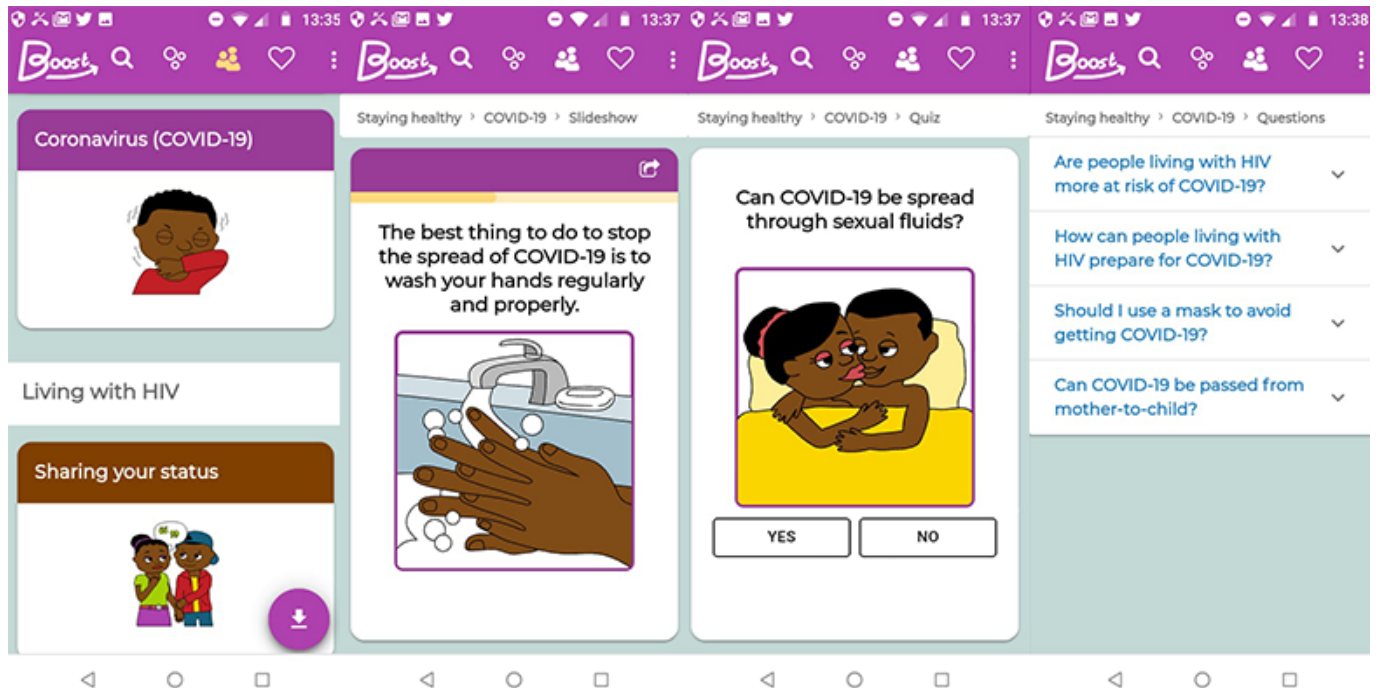 13:35
Boost
Coronavirus (COVID-19)
Living with HIV
Sharing your status
13:37
Boost
Staying healthy > COVID-19 > Slideshow
The best thing to do to stop
the spread of COVID-19 is to
wash your hands regularly
and properly.
13:37
Boost
Staying healthy > COVID-19 > Quiz
Can COVID-19 be spread
through sexual fluids?
YES
NO
13:38
Boost
Staying healthy > COVID-19 > Questions
Are people living with HIV
more at risk of COVID-19?
How can people living with
HIV prepare for COVID-19?
Should I use a mask to avoid
getting COVID-19?
Can COVID-19 be passed from
mother-to-child?